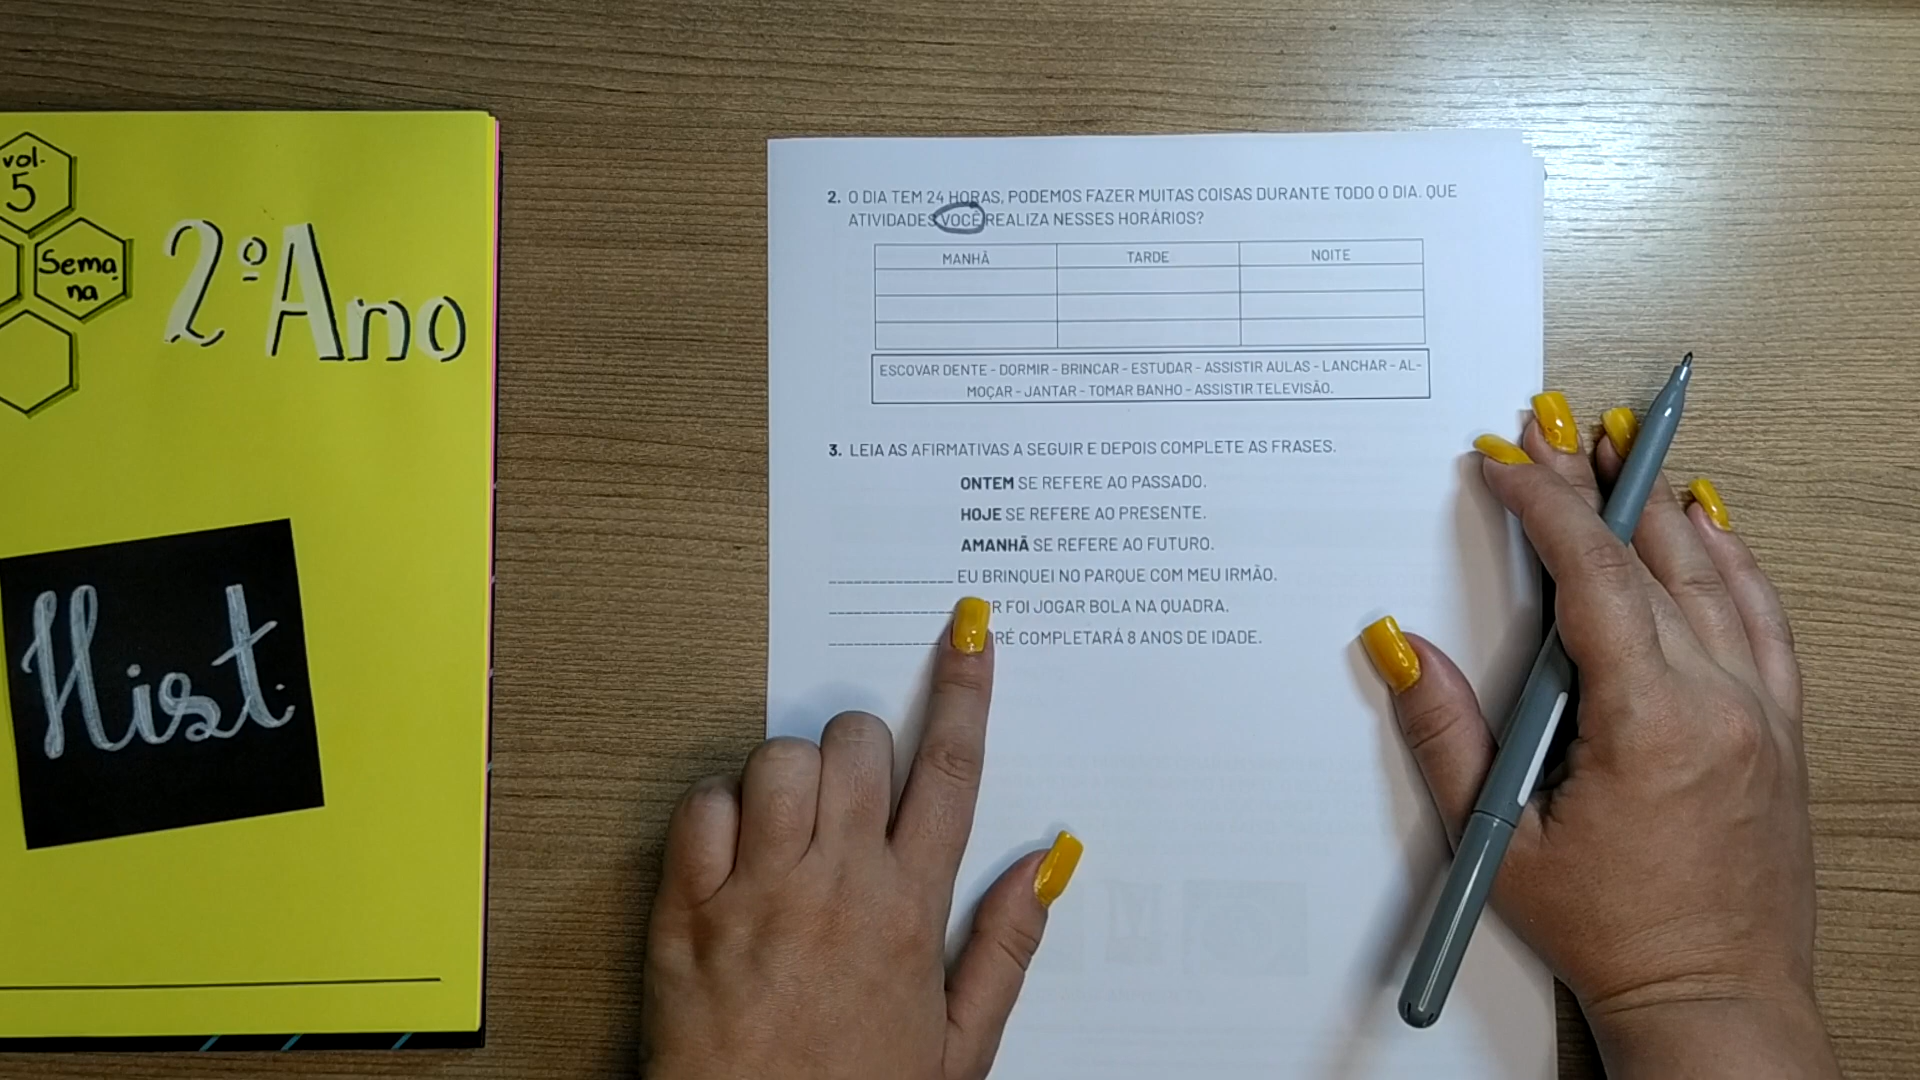 vol.
5
Sema
na
2º Ano
Hist.
2. O DIA TEM 24 HORAS, PODEMOS FAZER MUITAS COISAS DURANTE TODO O DIA. QUE
ATIVIDADES VOCÊ REALIZA NESSES HORÁRIOS?
MANHÃ TARDE NOITE
ESCOVAR DENTE - DORMIR - BRINCAR - ESTUDAR - ASSISTIR AULAS - LANCHAR - AL-
MOÇAR - JANTAR - TOMAR BANHO - ASSISTIR TELEVISÃO.
3. LEIA AS AFIRMATIVAS A SEGUIR E DEPOIS COMPLETE AS FRASES.
ONTEM SE REFERE AO PASSADO.
HOJE SE REFERE AO PRESENTE.
AMANHÃ SE REFERE AO FUTURO.
_______________ EU BRINQUEI NO PARQUE COM MEU IRMÃO.
_______________ FOI JOGAR BOLA NA QUADRA.
_______________ COMPLETARÁ 8 ANOS DE IDADE.